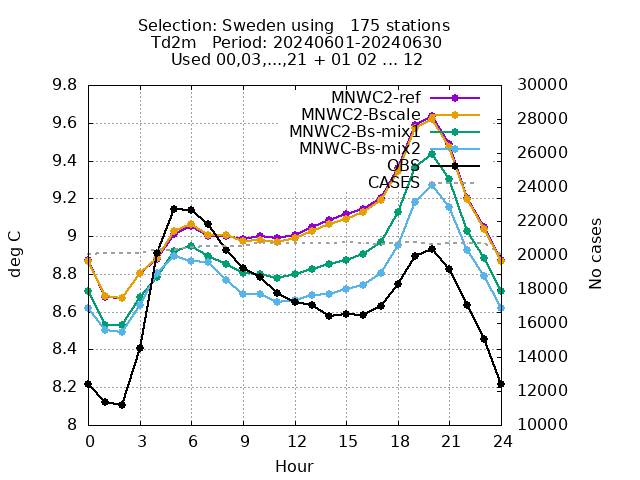 Selection: Sweden using   175 stations
Td2m   Period: 20240601-20240630
Used 00,03,...,21 + 01 02 ... 12
MNWC2-ref
MNWC2-Bscale
MNWC2-Bs-mix1
MNWC-Bs-mix2
OBS
CASES
9.8
9.6
9.4
9.2
9
8.8
8.6
8.4
8.2
8
deg C
30000
28000
26000
24000
22000
20000
18000
16000
14000
12000
10000
No cases
0 3 6 9 12 15 18 21 24
Hour